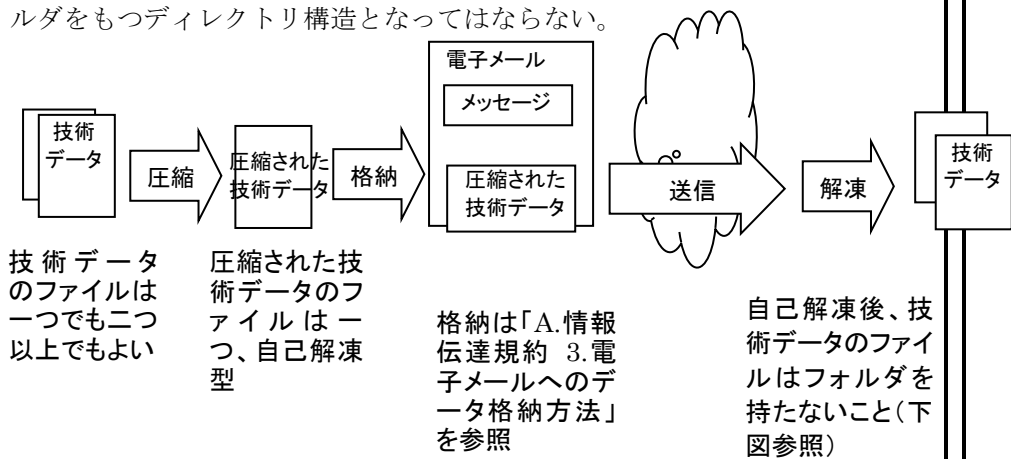 ルダをもつディレクトリ構造となってはならない。
電子メール
メッセージ
技術
データ
圧縮
圧縮された
技術データ
格納
圧縮された
技術データ
送信
解凍
技術
データ
技術データ
のファイルは
一つでも二つ
以上でもよい
圧縮された技
術データのフ
ァイルは一
つ、自己解凍
型
格納は「A.情報
伝達規約 3.電
子メールへのデ
ータ格納方法」
を参照
自己解凍後、技
術データのファイ
ルはフォルダを
持たないこと（下
図参照）